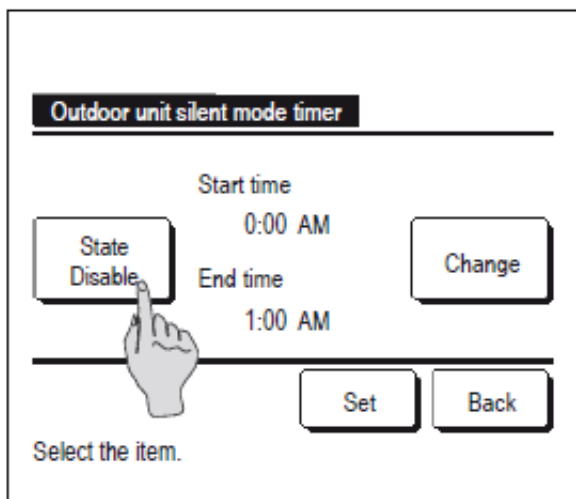 Outdoor unit silent mode timer
Start time
0:00 AM
State
Disable
End time
1:00 AM
Change
Set
Back
Select the item.